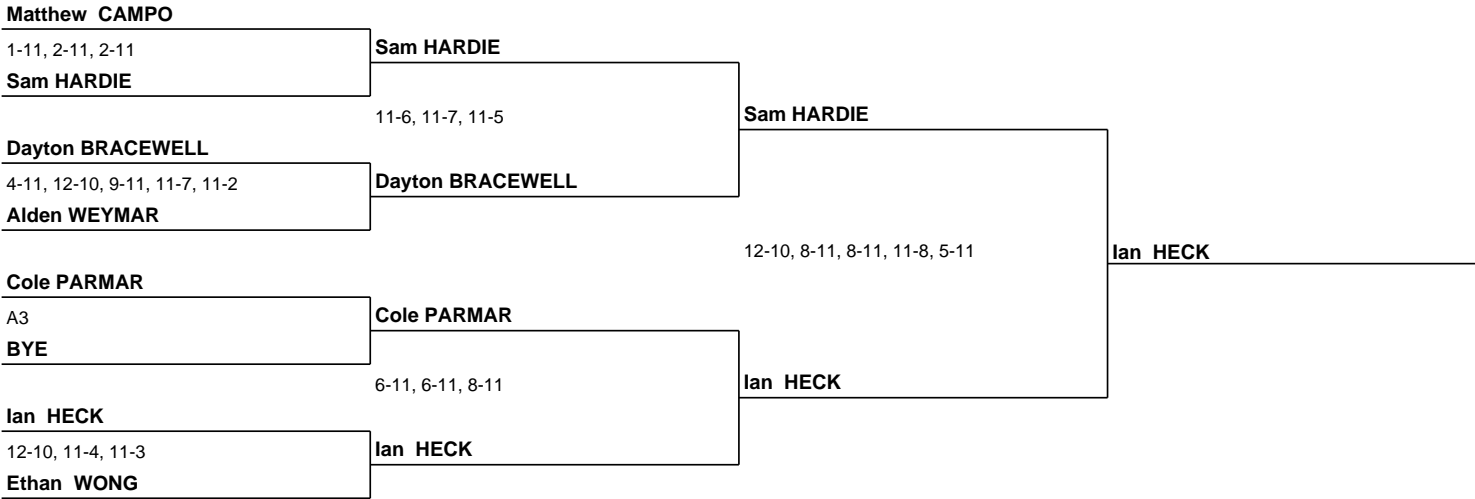 Matthew  CAMPO
1-11, 2-11, 2-11
Sam HARDIE
Sam HARDIE
11-6, 11-7, 11-5
Sam HARDIE
Dayton BRACEWELL
4-11, 12-10, 9-11, 11-7, 11-2
Dayton BRACEWELL
Alden WEYMAR
12-10, 8-11, 8-11, 11-8, 5-11
Ian  HECK
Cole PARMAR
A3
Cole PARMAR
BYE
6-11, 6-11, 8-11
Ian  HECK
Ian  HECK
12-10, 11-4, 11-3
Ian  HECK
Ethan  WONG